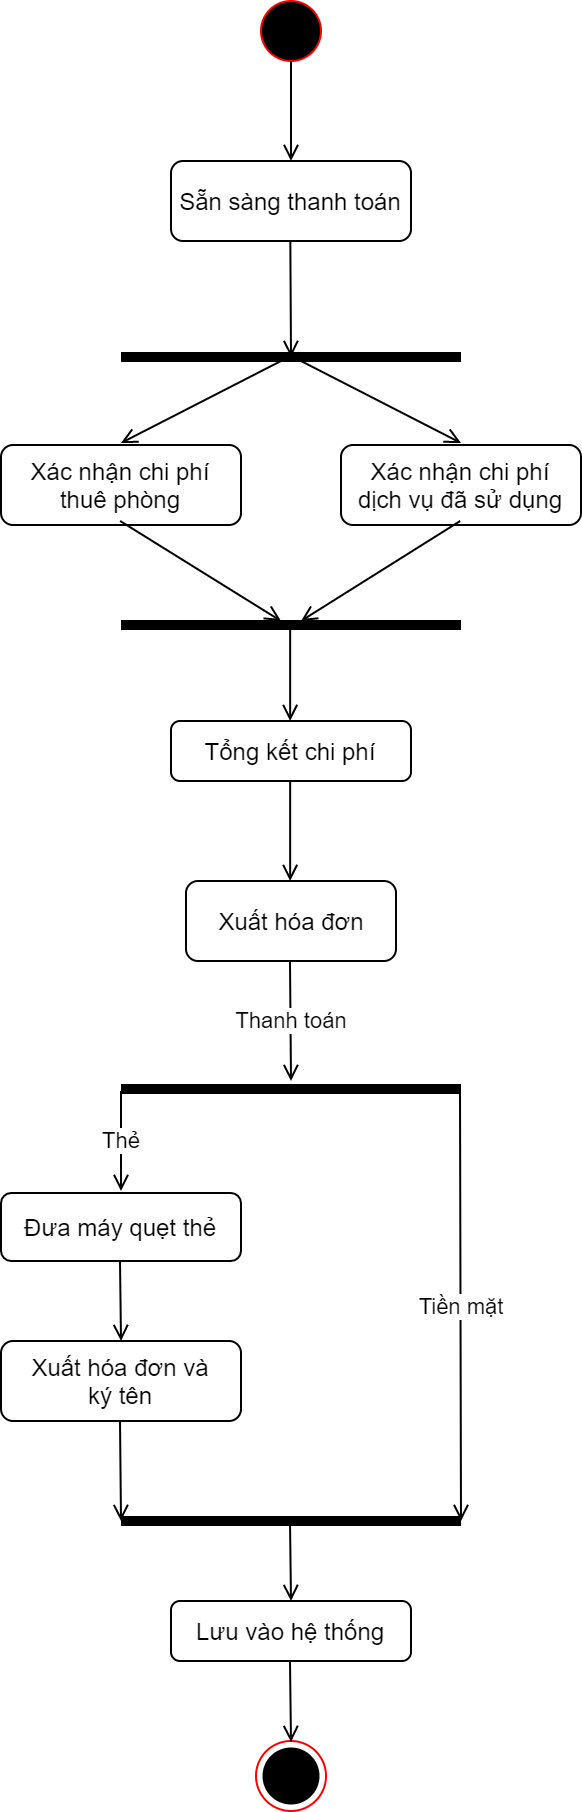 Sẵn sàng thanh toán
Xác nhận chi phí
thuê phòng
Xác nhận chi phí
dịch vụ đã sử dụng
Tổng kết chi phí
Xuất hóa đơn
Thanh toán
Thẻ
Đưa máy quẹt thẻ
Tiền mặt
Xuất hóa đơn và
ký tên
Lưu vào hệ thống